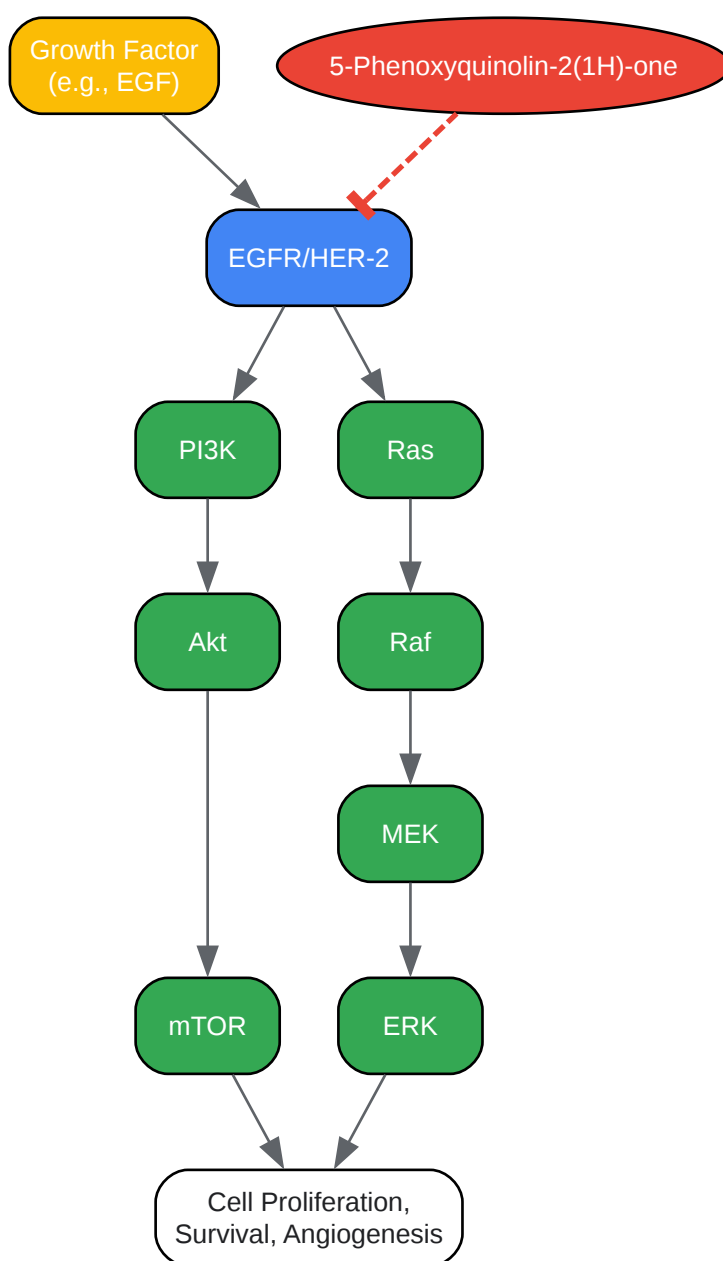 Growth Factor
(e.g., EGF)
5-Phenoxyquinolin-2(1H)-one
EGFR/HER-2
PI3K
Ras
Akt
Raf
MEK
mTOR
ERK
Cell Proliferation,
Survival, Angiogenesis